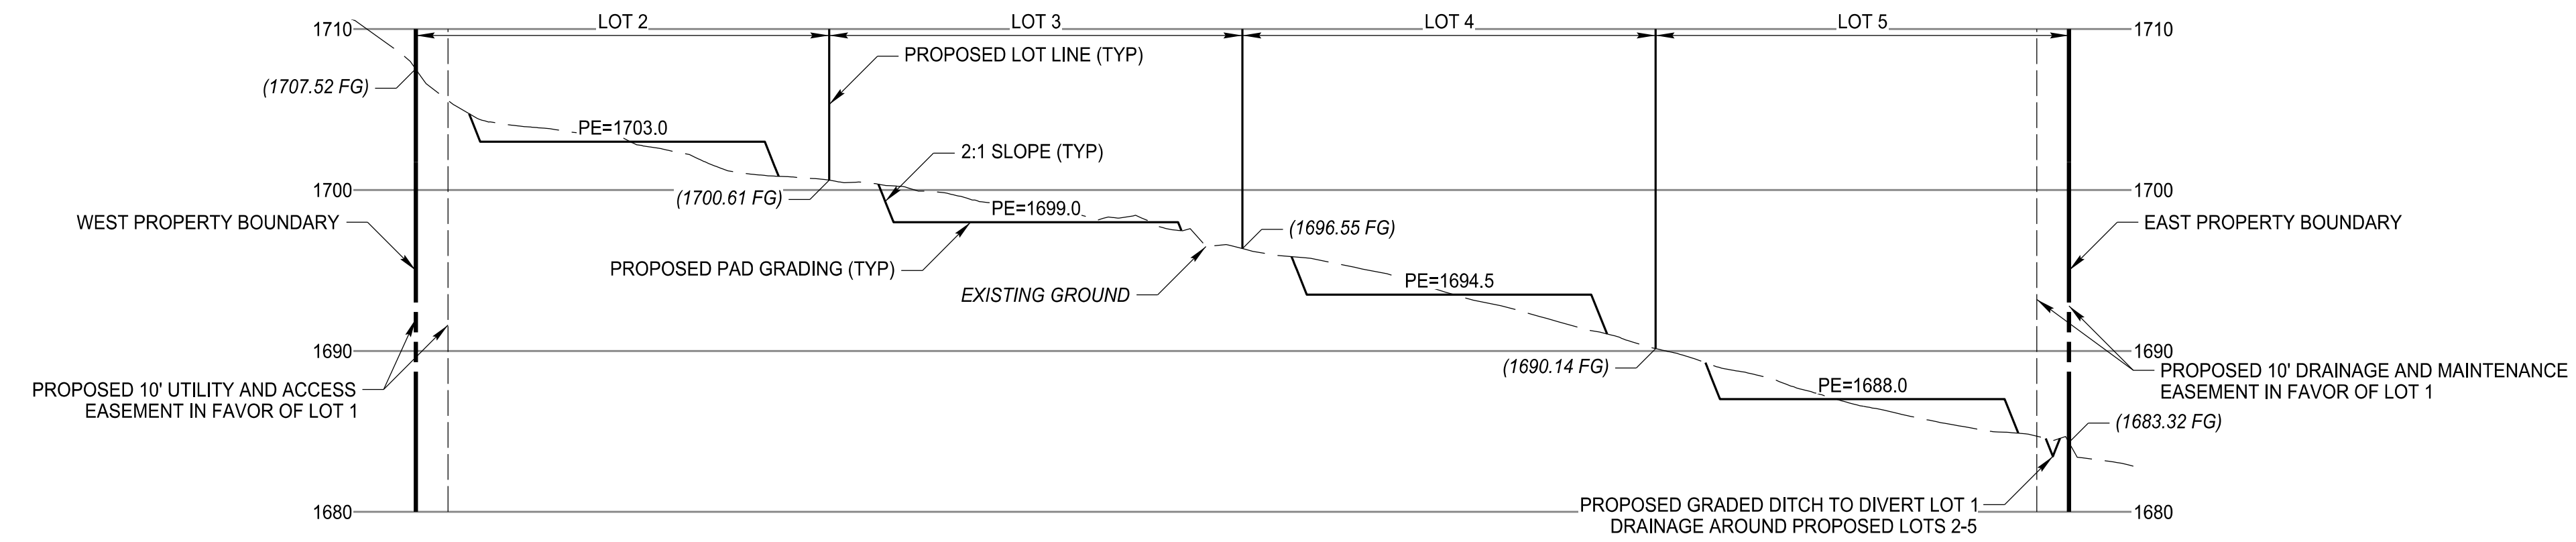 LOT 2
LOT 3
LOT 4
LOT 5
1710
1710
PROPOSED LOT LINE (TYP)
(1707.52 FG)
PE=1703.0
2:1 SLOPE (TYP)
1700
1700
(1700.61 FG)
PE=1699.0
WEST PROPERTY BOUNDARY
(1696.55 FG)
EAST PROPERTY BOUNDARY
PROPOSED PAD GRADING (TYP)
EXISTING GROUND
PE=1694.5
1690
1690
(1690.14 FG)
PROPOSED 10' UTILITY AND ACCESS
EASEMENT IN FAVOR OF LOT 1
PE=1688.0
PROPOSED 10' DRAINAGE AND MAINTENANCE
EASEMENT IN FAVOR OF LOT 1
(1683.32 FG)
1680
1680
PROPOSED GRADED DITCH TO DIVERT LOT 1
DRAINAGE AROUND PROPOSED LOTS 2-5